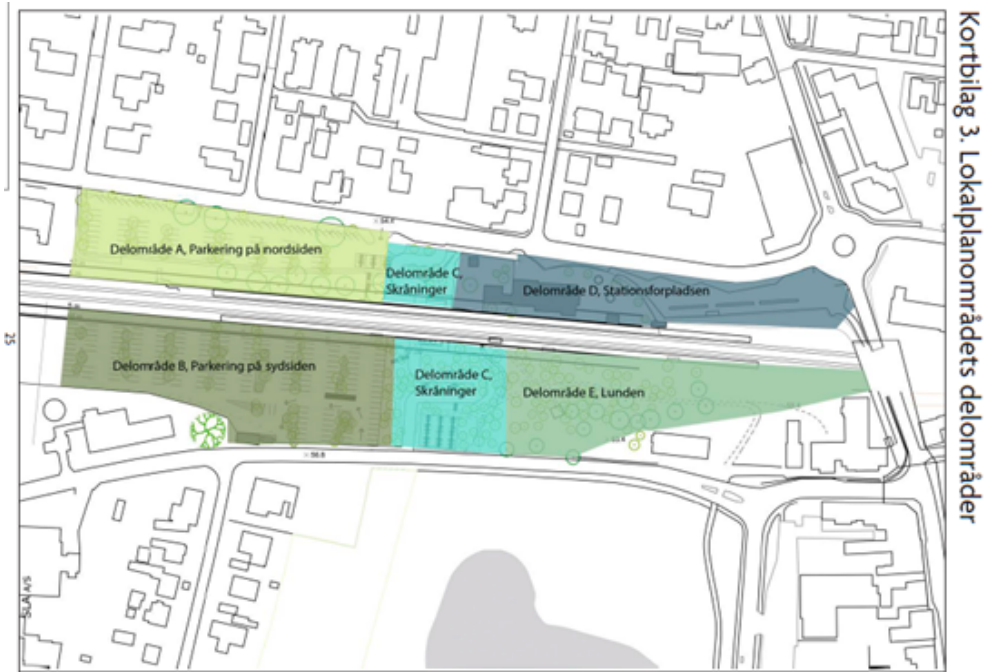 Kortbilag 3. Lokalplanområdets delområder
Delområde A, Parkering på nordsiden
Delområde C,
Skråninger
Delområde D, Stationsforpladsen
Delområde B, Parkering på sydsiden
Delområde C,
Skråninger
Delområde E, Lunden
25
SLA A/S